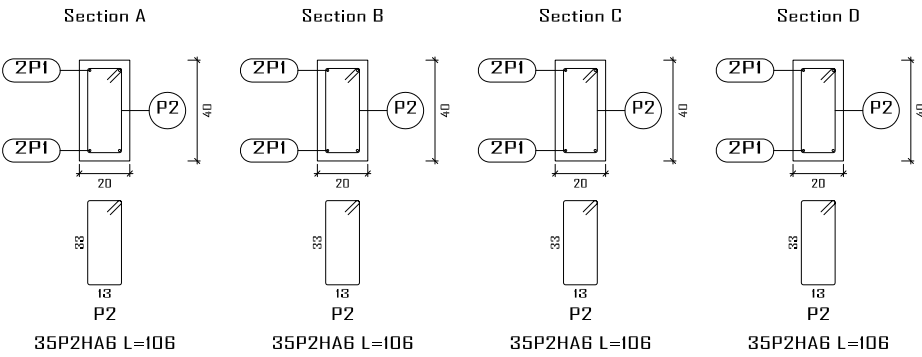 Section A Section B Section C Section D
2P1 2P1 2P1 2P1
P2 40 P2 40 P2 40 P2 40
2P1 2P1 2P1 2P1
20 20 20 20
33 33 33 33
13 13 13 13
P2 P2 P2 P2
35P2HA6 L=106 35P2HA6 L=106 35P2HA6 L=106 35P2HA6 L=106